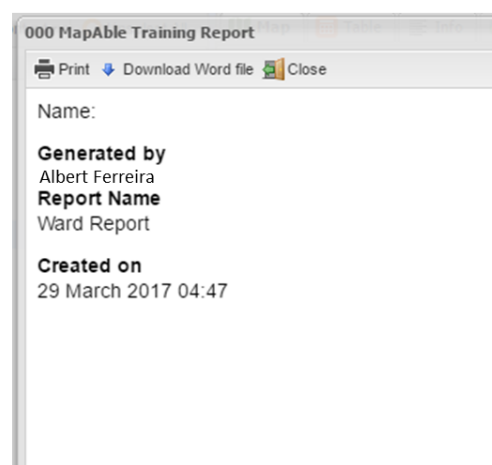 000 MapAble Training Report
Print Download Word file Close
Name:
Generated by
Albert Ferreira
Report Name
Ward Report
Created on
29 March 2017 04:47